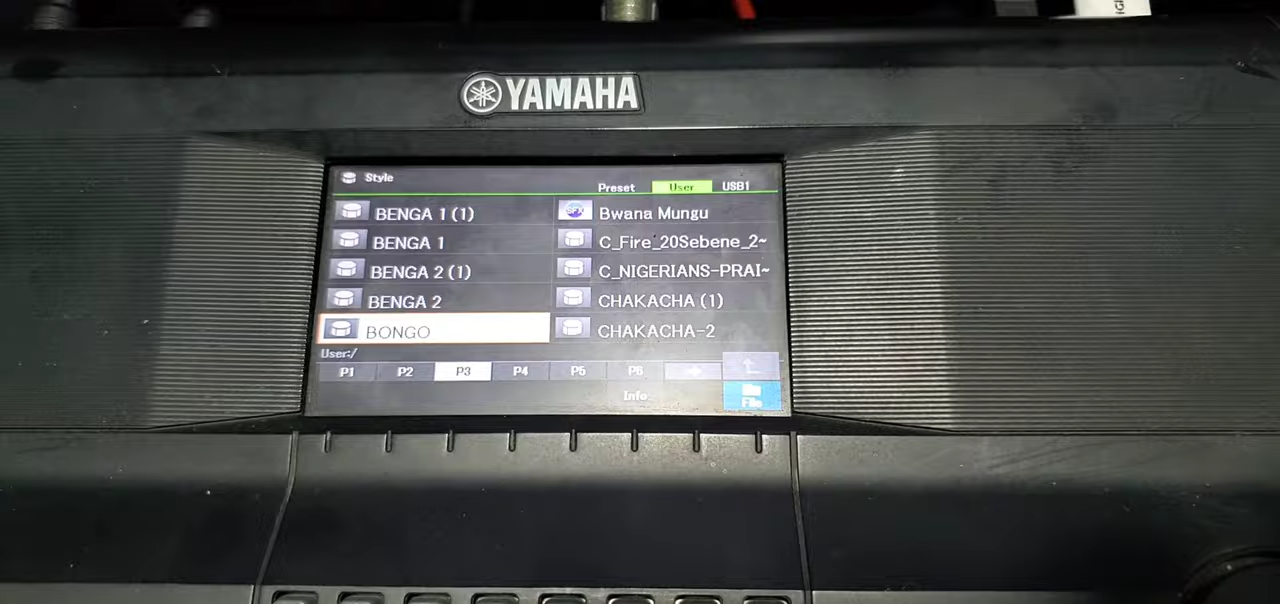 YAMAHA
Style
Preset User USB1
BENGA 1 (1)
BENGA 1
BENGA 2 (1)
BENGA 2
BONGO
SFX Bwana Mungu
C_Fire_20Sebene_2~
C_NIGERIANS-PRAI~
CHAKACHA (1)
CHAKACHA-2
User:/
P1 P2 P3 P4 P5 P6
Info
File